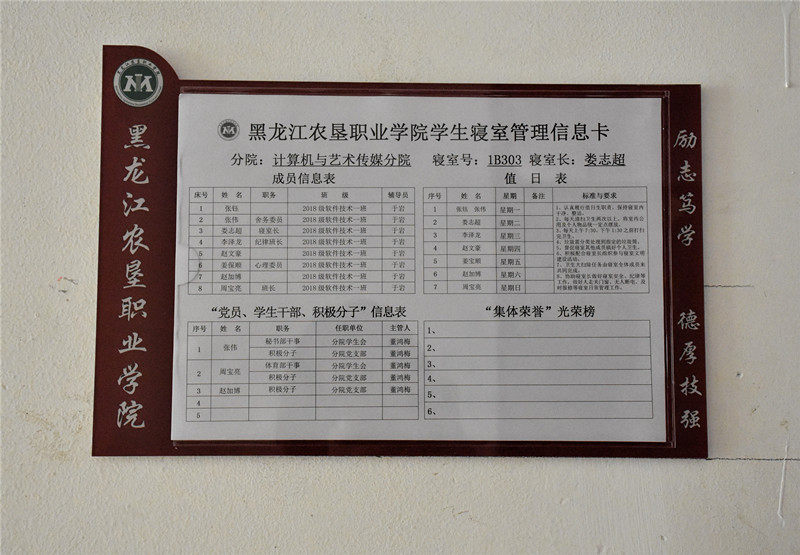 黑龙江农垦职业学院
黑龙江农垦职业学院学生寝室管理信息卡
分院：计算机与艺术传媒分院 寝室号：1B303 寝室长：娄志超
成员信息表
床号 姓名 职务 班级 辅导员
1 张钰 2018级软件技术一班 于岩
2 张伟 舍务委员 2018级软件技术一班 于岩
3 娄志超 寝室长 2018级软件技术一班 于岩
4 李泽龙 纪律班长 2018级软件技术一班 于岩
5 赵文豪 2018级软件技术一班 于岩
6 姜保顺 心理委员 2018级软件技术一班 于岩
7 赵加博 2018级软件技术一班 于岩
8 周宝亮 班长 2018级软件技术一班 于岩
值日表
序号 姓名 星期 备注 标准与要求
1 张钰 张伟 星期一
2 娄志超 星期二
3 李泽龙 星期三
4 赵文豪 星期四
5 姜宝顺 星期五
6 赵加博 星期六
7 周宝亮 星期日
“党员、学生干部、积极分子”信息表
序号 姓名 职务 任职单位 主管人
1 张伟 秘书部干事 分院学生会 董鸿梅
积极分子 分院党支部 董鸿梅
2 周宝亮 体育部干事 分院学生会 董鸿梅
积极分子 分院党支部 董鸿梅
3 赵加博 积极分子 分院党支部 董鸿梅
4
5
“集体荣誉”光荣榜
1、
2、
3、
4、
5、
6、
励志笃学
德厚技强